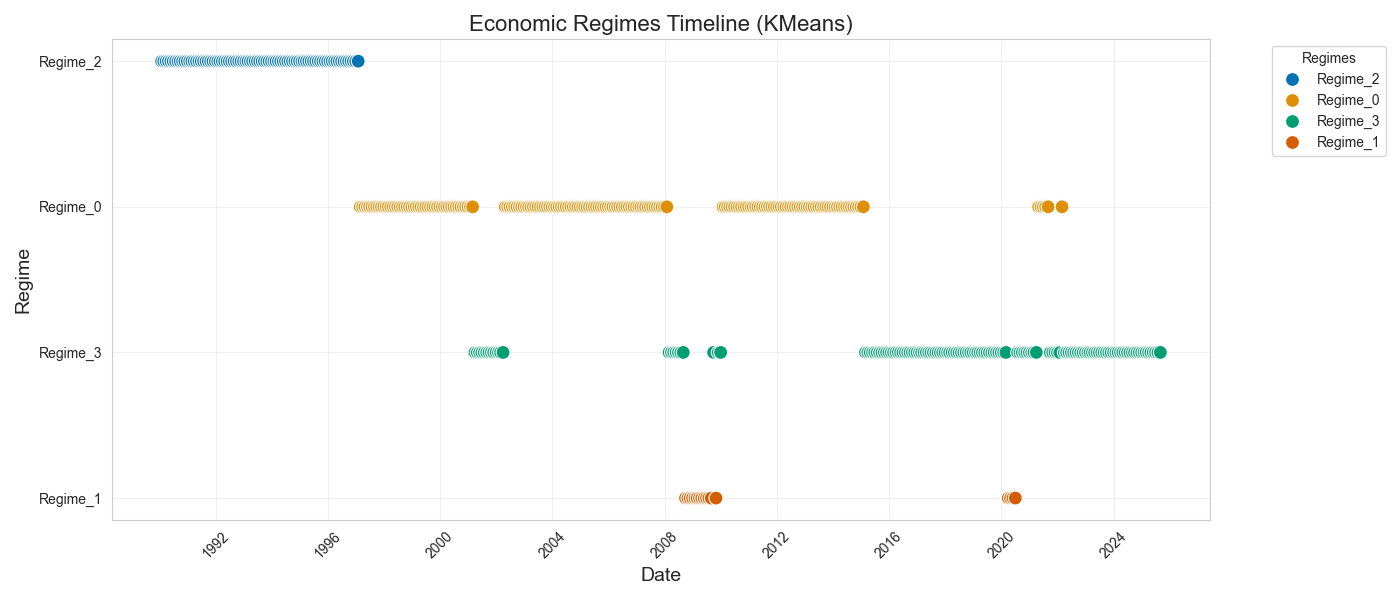 Economic Regimes Timeline (KMeans)
Regimes
Regime_2
Regime_0
Regime_3
Regime_1
Regime
Regime_2
Regime_0
Regime_3
Regime_1
1992
1996
2000
2004
2008
2012
2016
2020
2024
Date